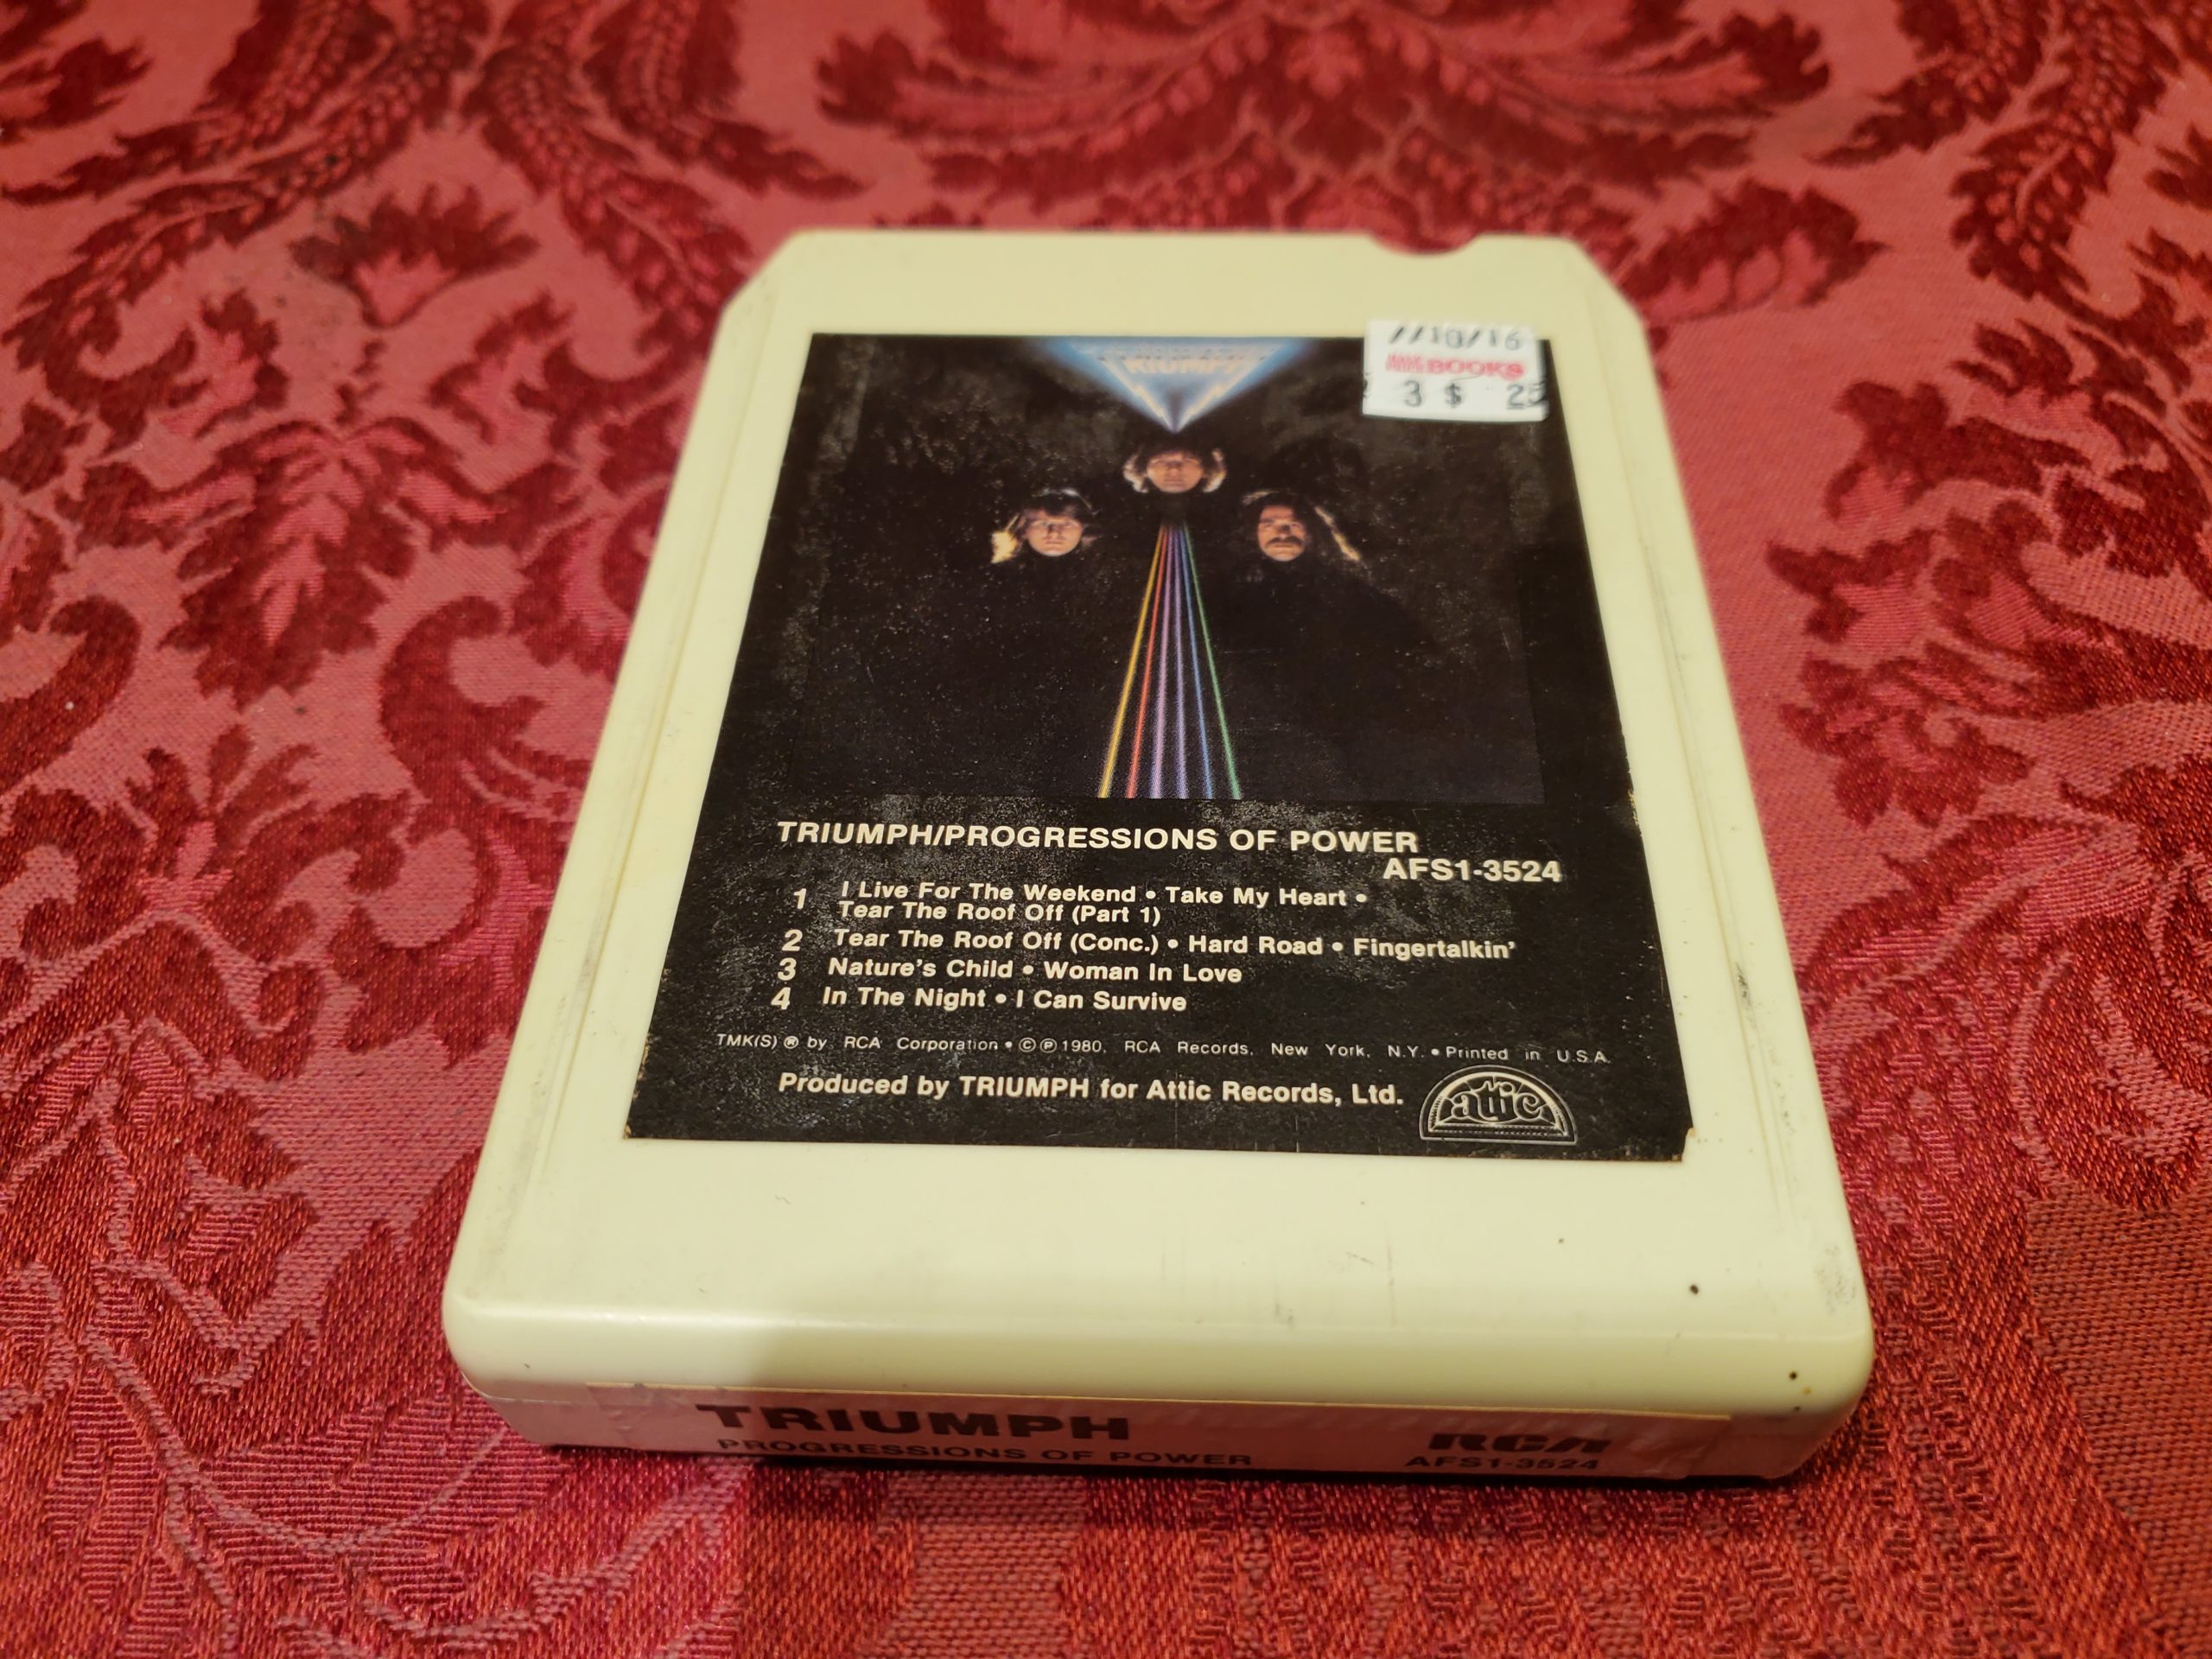 TRIUMPH
BOOKS
3 $ 25
TRIUMPH/PROGRESSIONS OF POWER
AFS1-3524
1 I Live For The Weekend • Take My Heart •
Tear The Roof Off (Part 1)
2 Tear The Roof Off (Conc.) • Hard Road • Fingertalkin'
3 Nature's Child • Woman In Love
4 In The Night • I Can Survive
TMK(S) ® by RCA Corporation • © ℗ 1980, RCA Records, New York, N.Y. • Printed in U.S.A.
Produced by TRIUMPH for Attic Records, Ltd.
attic
TRIUMPH
PROGRESSIONS OF POWER
RCA
AFS1-3524